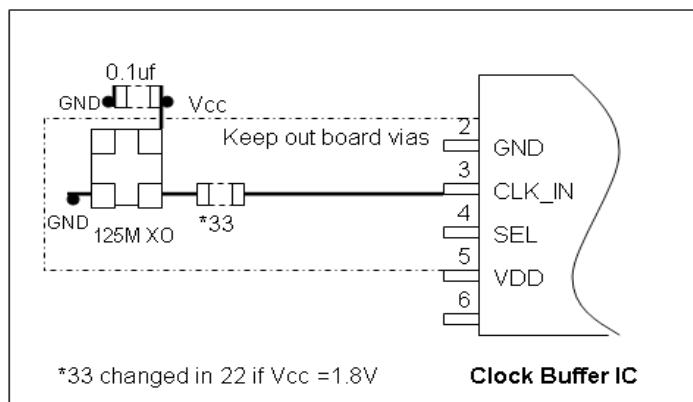 0.1uf
GND
Vcc
Keep out board vias
2
GND
3
CLK_IN
*33
4
SEL
GND
125M XO
5
VDD
6
*33 changed in 22 if Vcc =1.8V
Clock Buffer IC